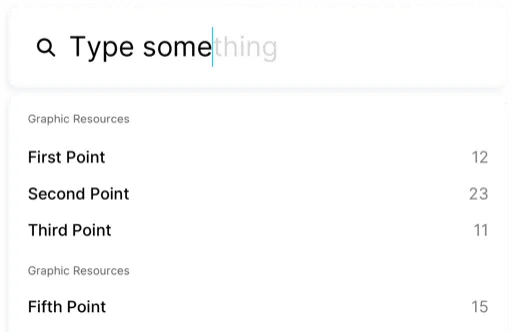 Type something
Graphic Resources
First Point 12
Second Point 23
Third Point 11
Graphic Resources
Fifth Point 15